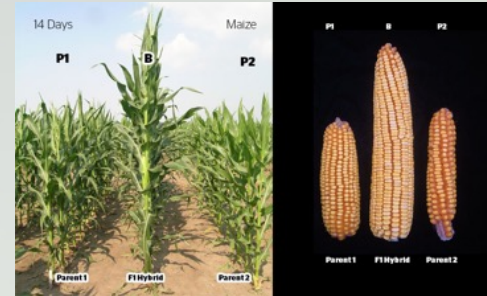 14 Days
Maize
P1
B
P2
Parent 1
F1 Hybrid
Parent 2
P1
B
P2
Parent 1
F1 Hybrid
Parent 2